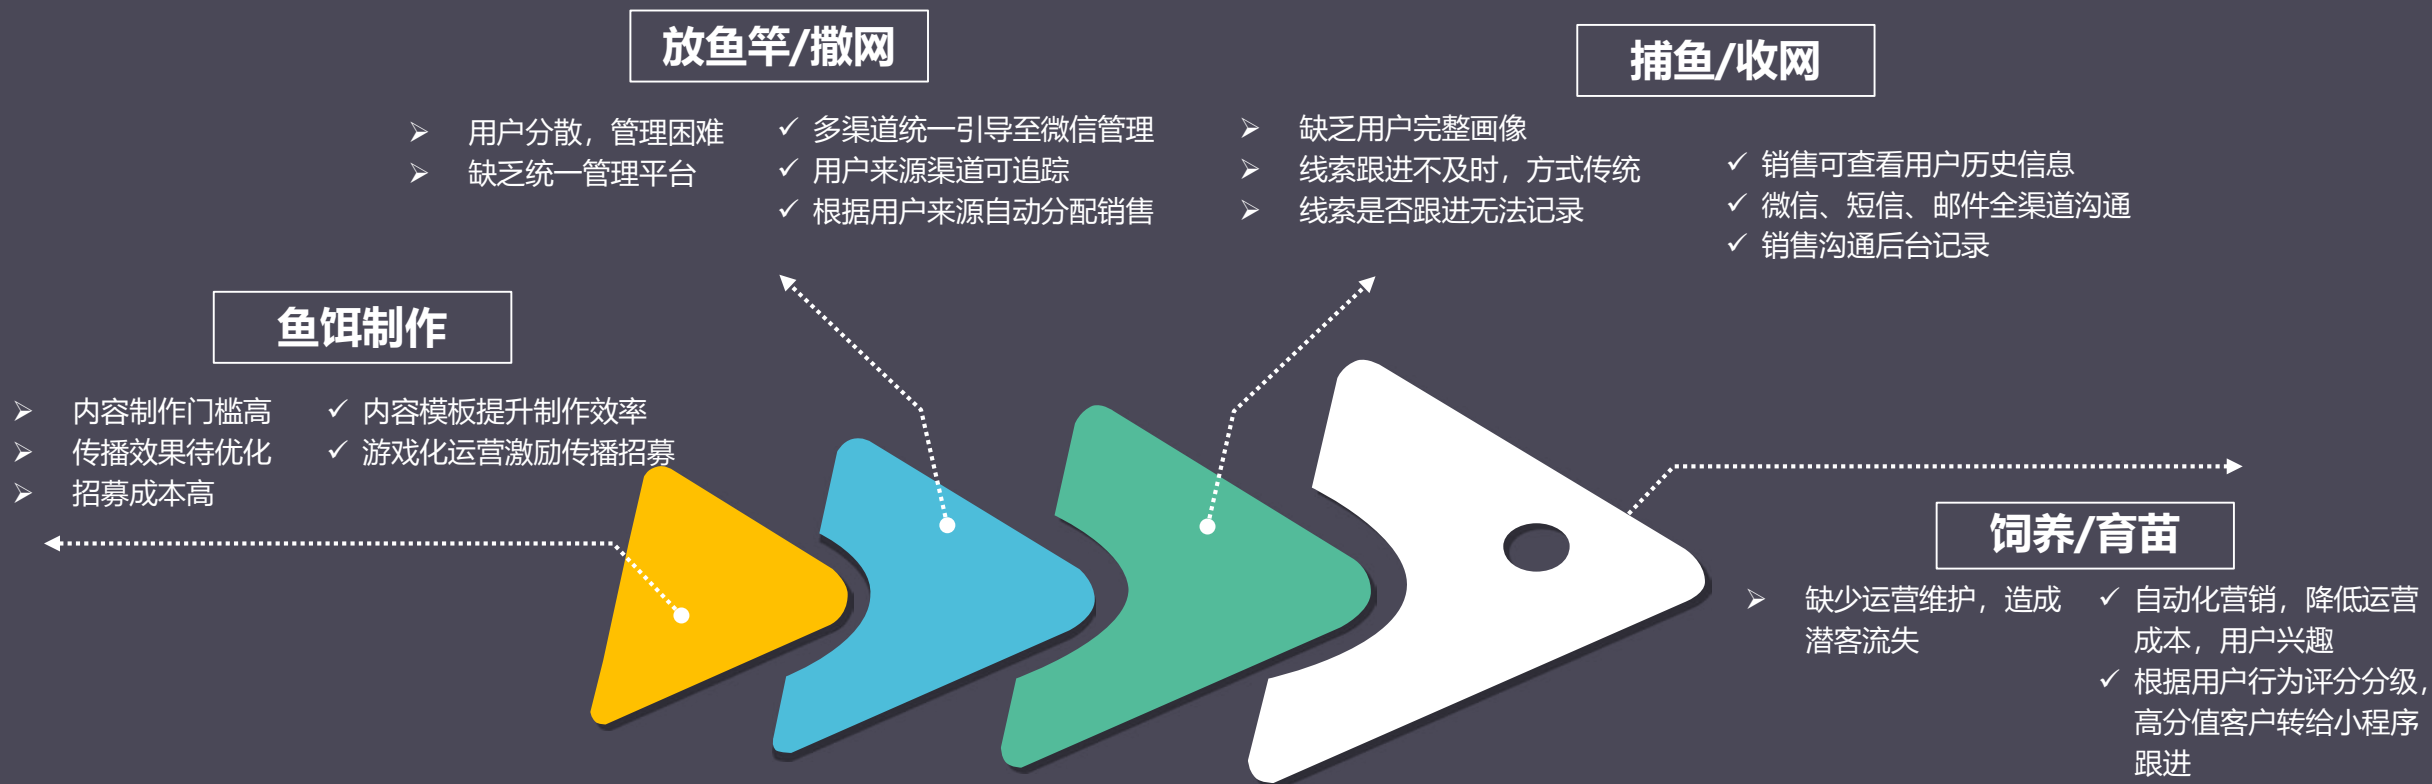 放鱼竿/撒网
用户分散，管理困难
缺乏统一管理平台
多渠道统一引导至微信管理
用户来源渠道可追踪
根据用户来源自动分配销售
捕鱼/收网
缺乏用户完整画像
线索跟进不及时，方式传统
线索是否跟进无法记录
销售可查看用户历史信息
微信、短信、邮件全渠道沟通
销售沟通后台记录
鱼饵制作
内容制作门槛高
传播效果待优化
招募成本高
内容模板提升制作效率
游戏化运营激励传播招募
饲养/育苗
缺少运营维护，造成
潜客流失
自动化营销，降低运营
成本，用户兴趣
根据用户行为评分分级，
高分值客户转给小程序
跟进